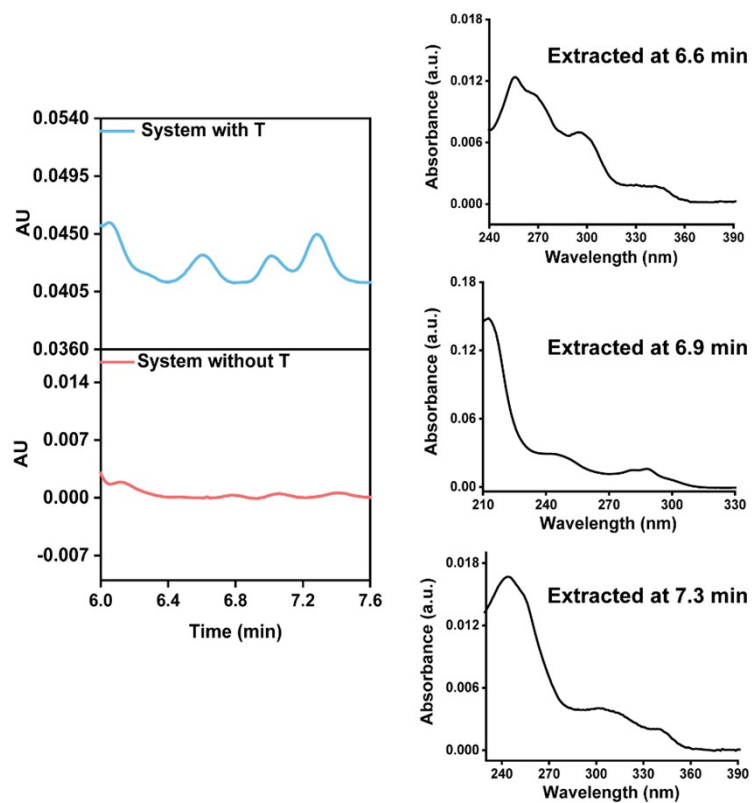 System with T
0.0540
0.0495
0.0450
0.0405
0.0360
AU
System without T
0.014
0.007
0.000
-0.007
AU
6.0 6.4 6.8 7.2 7.6
Time (min)
Extracted at 6.6 min
0.018
0.012
0.006
0.000
Absorbance (a.u.)
240 270 300 330 360 390
Wavelength (nm)
Extracted at 6.9 min
0.18
0.12
0.06
0.00
Absorbance (a.u.)
210 240 270 300 330
Wavelength (nm)
Extracted at 7.3 min
0.018
0.012
0.006
0.000
Absorbance (a.u.)
240 270 300 330 360 390
Wavelength (nm)